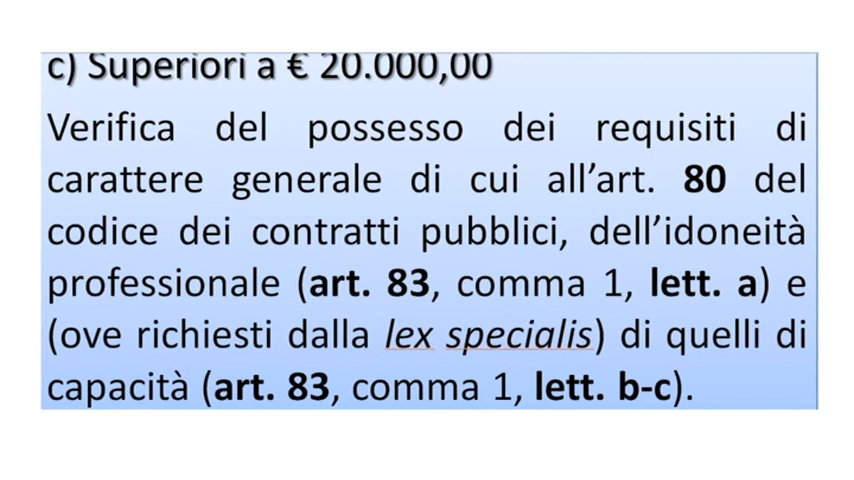 c) Superiori a € 20.000,00
Verifica del possesso dei requisiti di
carattere generale di cui all’art. 80 del
codice dei contratti pubblici, dell’idoneità
professionale (art. 83, comma 1, lett. a) e
(ove richiesti dalla lex specialis) di quelli di
capacità (art. 83, comma 1, lett. b-c).